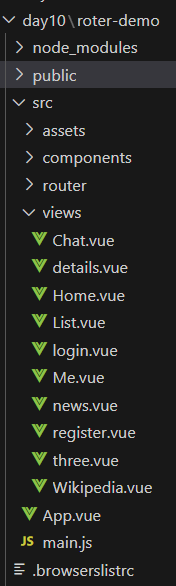 day10\roter-demo
node_modules
public
src
assets
components
router
views
Chat.vue
details.vue
Home.vue
List.vue
login.vue
Me.vue
news.vue
register.vue
three.vue
Wikipedia.vue
App.vue
JS main.js
.browserslistrc